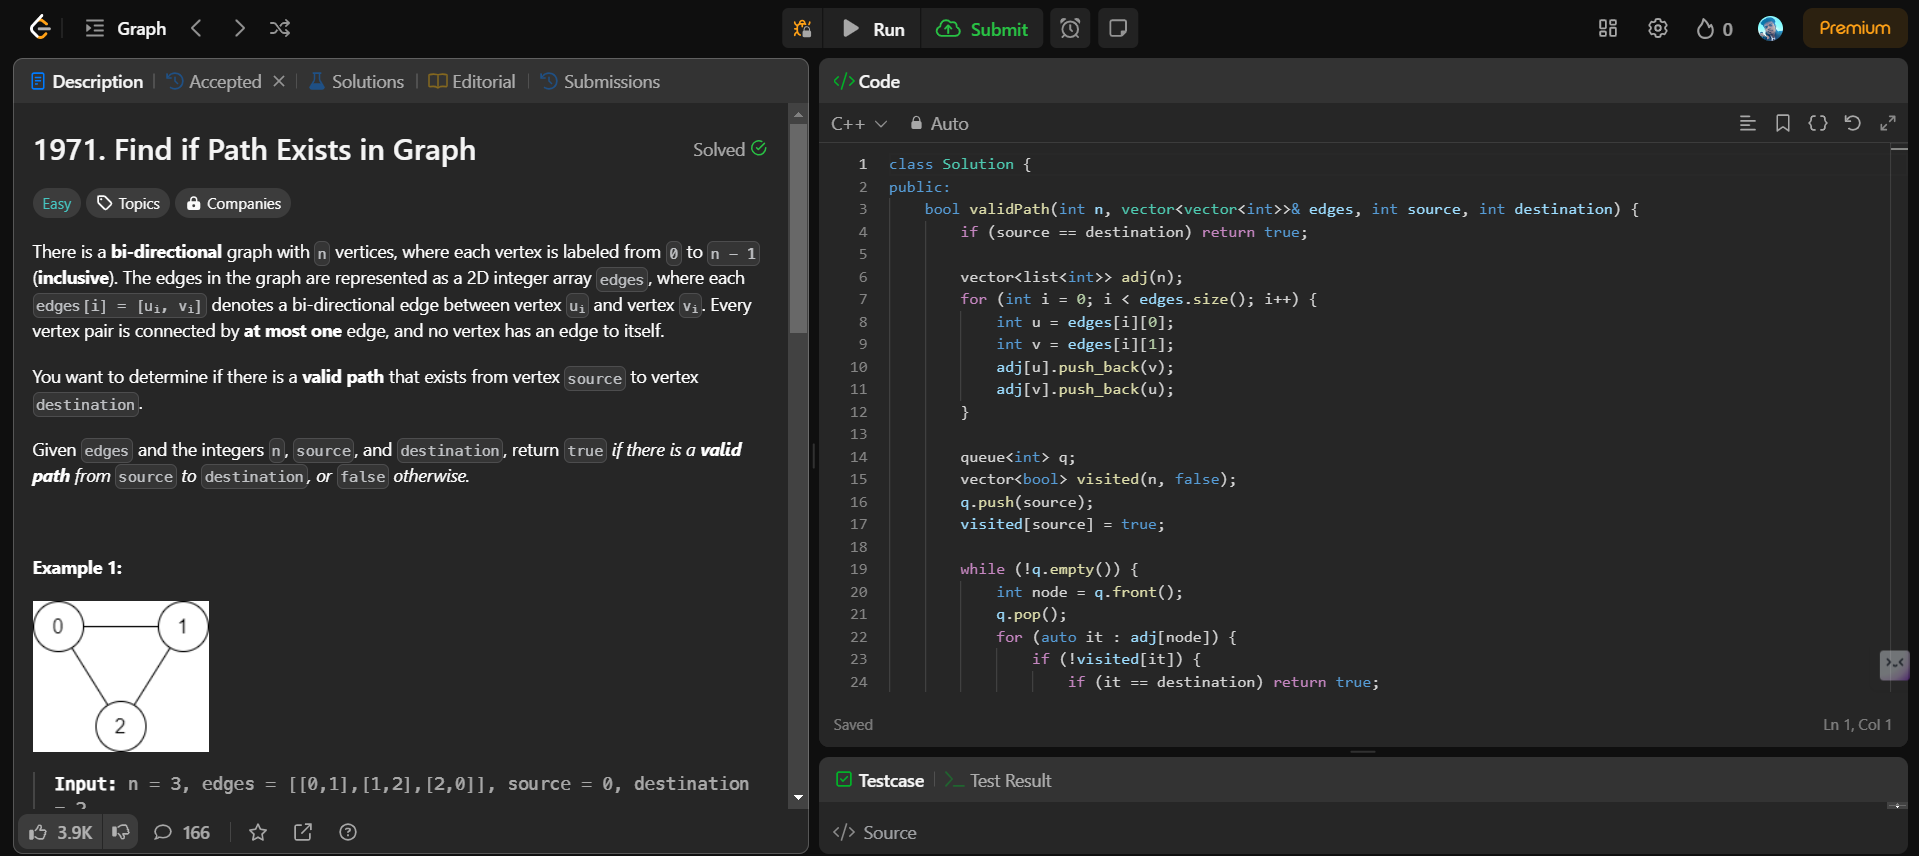 Graph
Run
Submit
0
Premium
Description
Accepted
Solutions
Editorial
Submissions
1971. Find if Path Exists in Graph
Solved
Easy
Topics
Companies
There is a bi-directional graph with n vertices, where each vertex is labeled from 0 to n - 1
(inclusive). The edges in the graph are represented as a 2D integer array edges, where each
edges[i] = [ui, vi] denotes a bi-directional edge between vertex ui and vertex vi. Every
vertex pair is connected by at most one edge, and no vertex has an edge to itself.
You want to determine if there is a valid path that exists from vertex source to vertex
destination.
Given edges and the integers n, source, and destination, return true if there is a valid
path from source to destination, or false otherwise.
Example 1:
0
1
2
Input: n = 3, edges = [[0,1],[1,2],[2,0]], source = 0, destination
= 2
3.9K
166
</> Code
C++
Auto
1 class Solution {
2 public:
3 bool validPath(int n, vector<vector<int>>& edges, int source, int destination) {
4 if (source == destination) return true;
5
6 vector<list<int>> adj(n);
7 for (int i = 0; i < edges.size(); i++) {
8 int u = edges[i][0];
9 int v = edges[i][1];
10 adj[u].push_back(v);
11 adj[v].push_back(u);
12 }
13
14 queue<int> q;
15 vector<bool> visited(n, false);
16 q.push(source);
17 visited[source] = true;
18
19 while (!q.empty()) {
20 int node = q.front();
21 q.pop();
22 for (auto it : adj[node]) {
23 if (!visited[it]) {
24 if (it == destination) return true;
Saved
Ln 1, Col 1
Testcase
Test Result
</> Source